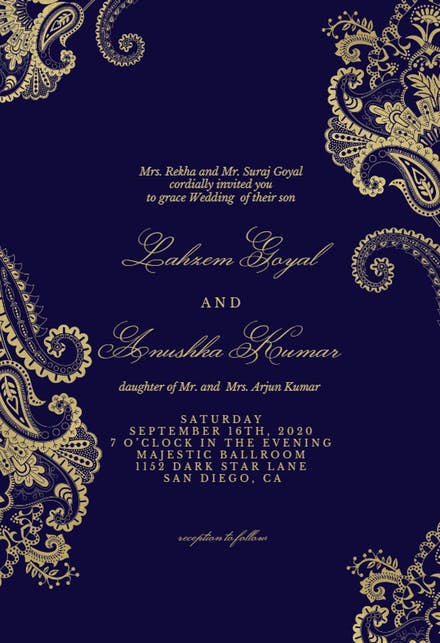 Mrs. Rekha and Mr. Suraj Goyal
cordially invited you
to grace Wedding of their son
Lahzem Goyal
AND
Anushka Kumar
daughter of Mr. and Mrs. Arjun Kumar
SATURDAY
SEPTEMBER 16TH, 2020
7 O'CLOCK IN THE EVENING
MAJESTIC BALLROOM
1152 DARK STAR LANE
SAN DIEGO, CA
reception to follow